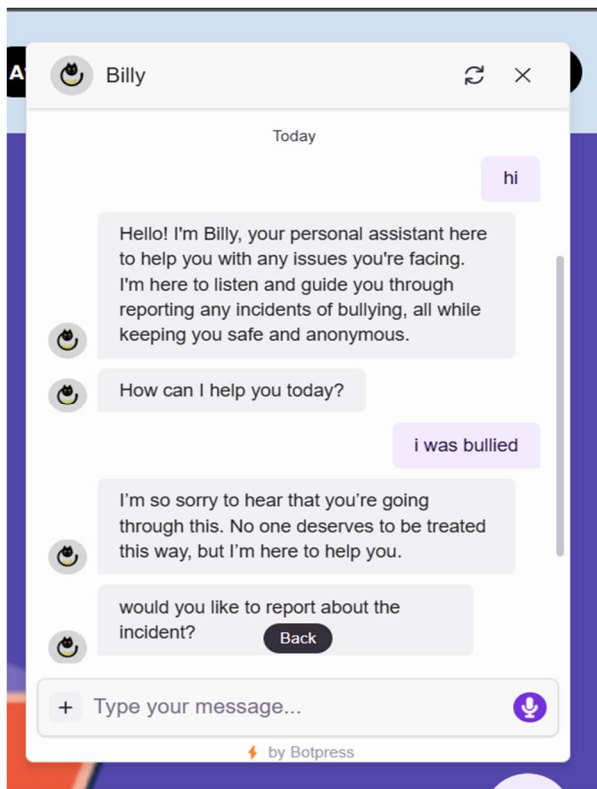 A
Billy
Today
hi
Hello! I'm Billy, your personal assistant here
to help you with any issues you're facing.
I'm here to listen and guide you through
reporting any incidents of bullying, all while
keeping you safe and anonymous.
How can I help you today?
i was bullied
I’m so sorry to hear that you’re going
through this. No one deserves to be treated
this way, but I’m here to help you.
would you like to report about the
incident?
Back
Type your message...
by Botpress